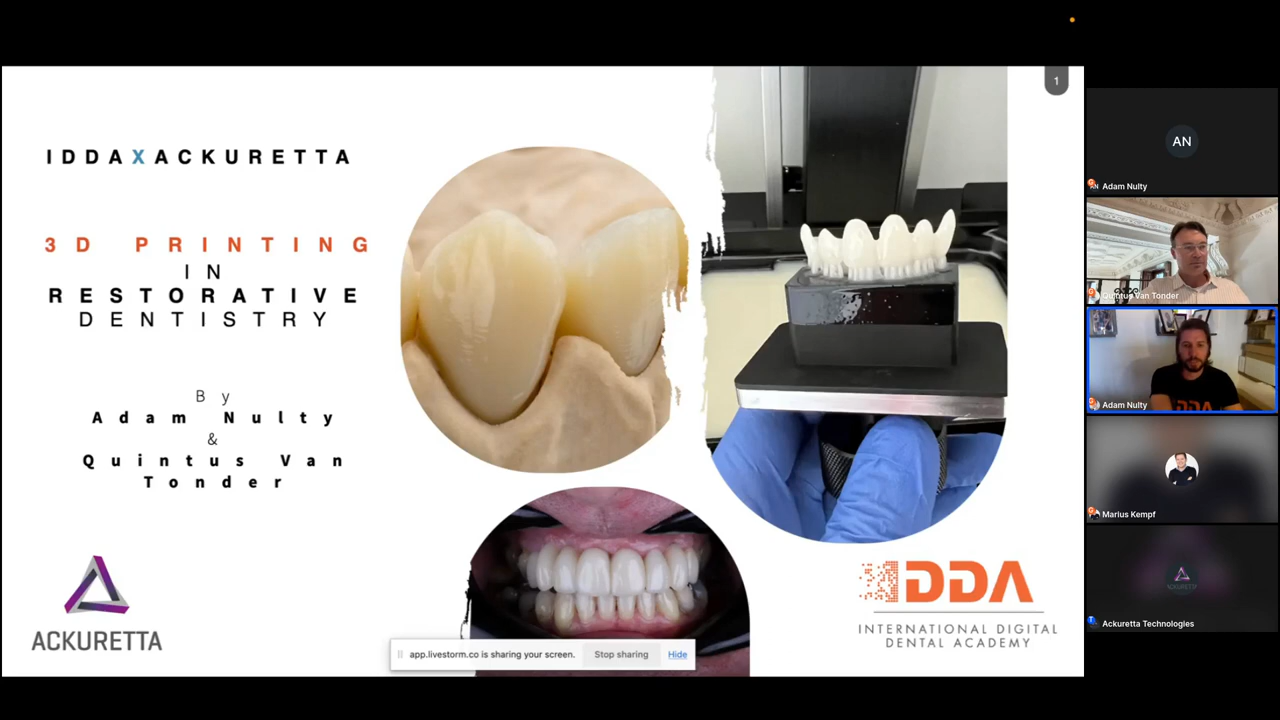 1
IDDAXACKURETTA
3D PRINTING
IN
RESTORATIVE
DENTISTRY
By
Adam Nulty
&
Quintus Van
Tonder
ACKURETTA
IDDA
INTERNATIONAL DIGITAL
DENTAL ACADEMY
app.livestorm.co is sharing your screen.
Stop sharing
Hide
AN
Adam Nulty
Quintus Van Tonder
Adam Nulty
Marius Kempf
ACKURETTA
Ackuretta Technologies